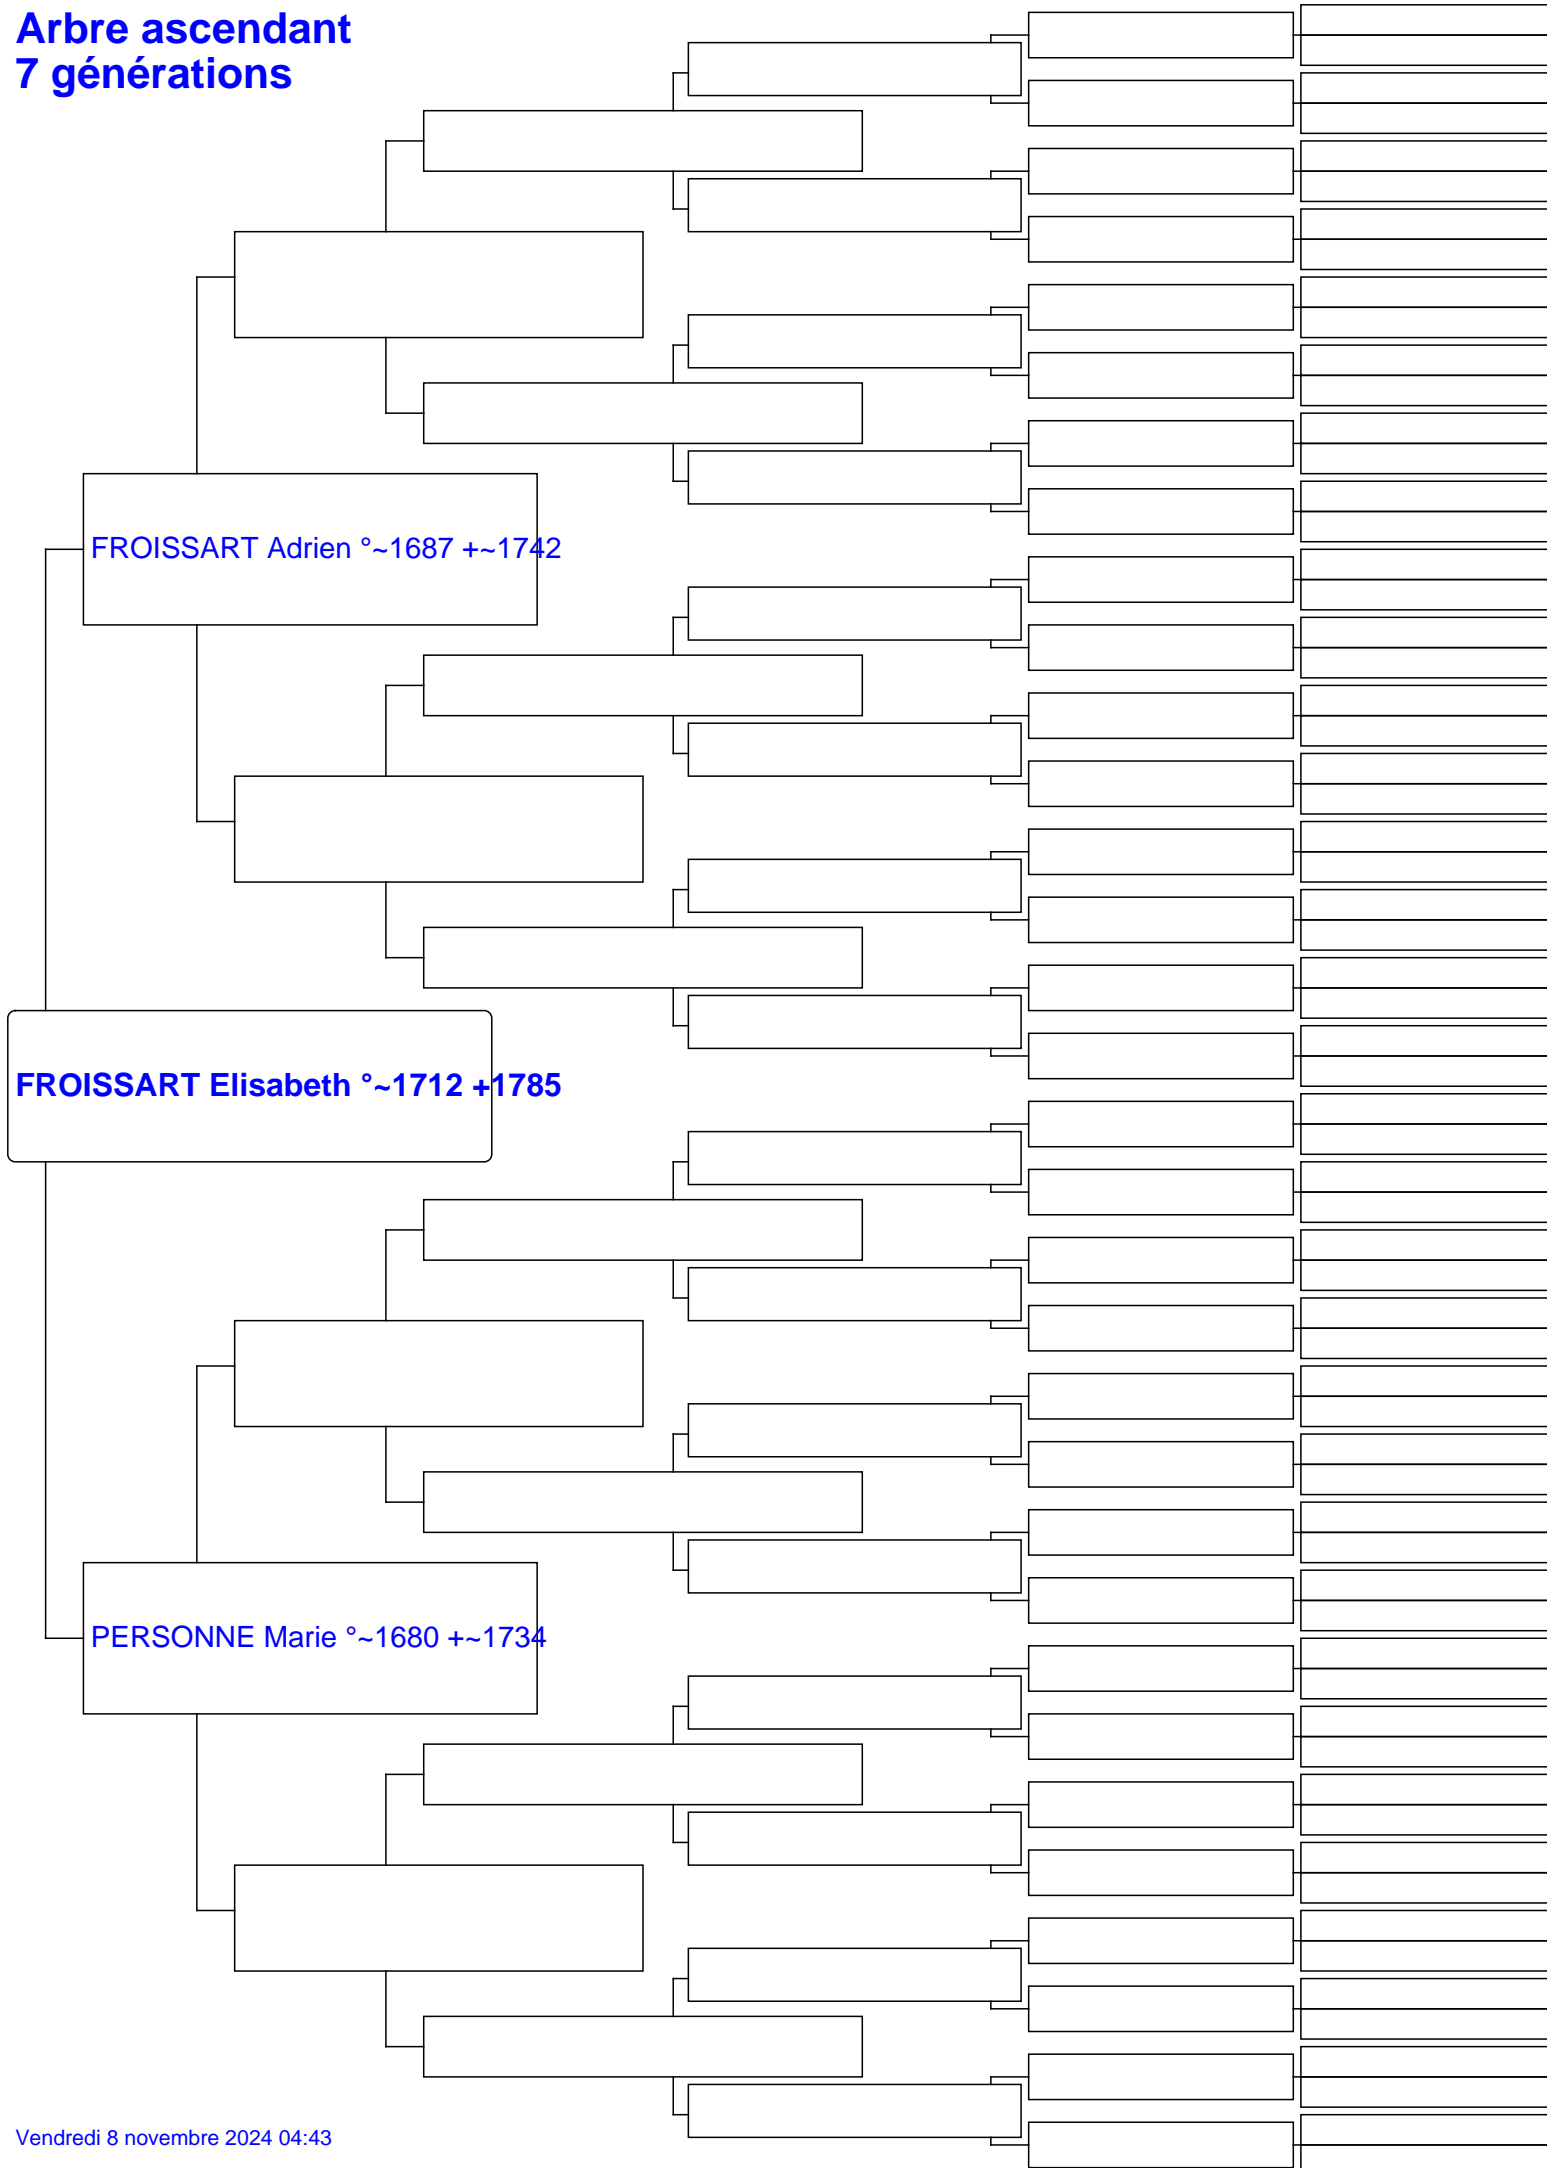 Arbre ascendant
7 générations
FROISSART Adrien °~1687 +~1742
FROISSART Elisabeth °~1712 +1785
PERSONNE Marie °~1680 +~1734
Vendredi 8 novembre 2024 04:43